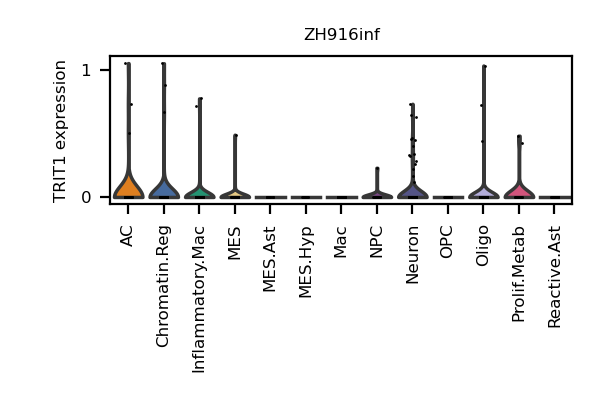 ZH916inf
TRIT1 expression
1
0
AC
Chromatin.Reg
Inflammatory.Mac
MES
MES.Ast
MES.Hyp
Mac
NPC
Neuron
OPC
Oligo
Prolif.Metab
Reactive.Ast